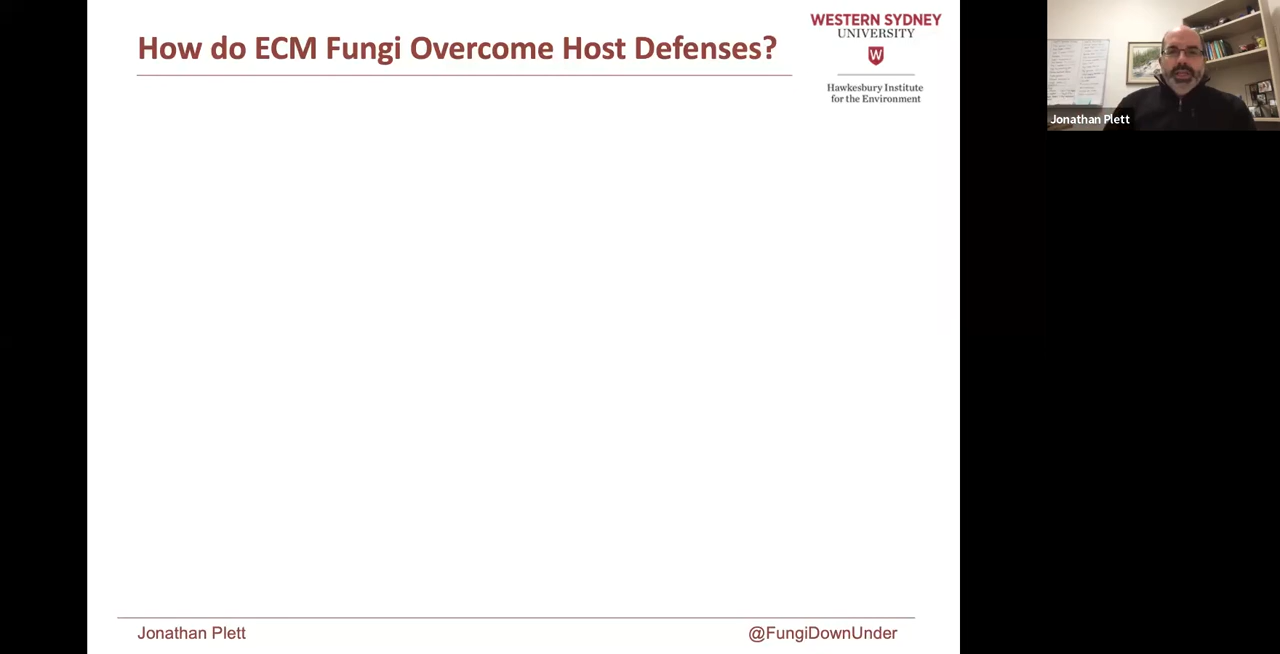 How do ECM Fungi Overcome Host Defenses?
WESTERN SYDNEY
UNIVERSITY
W
Hawkesbury Institute
for the Environment
Jonathan Plett
Jonathan Plett
@FungiDownUnder